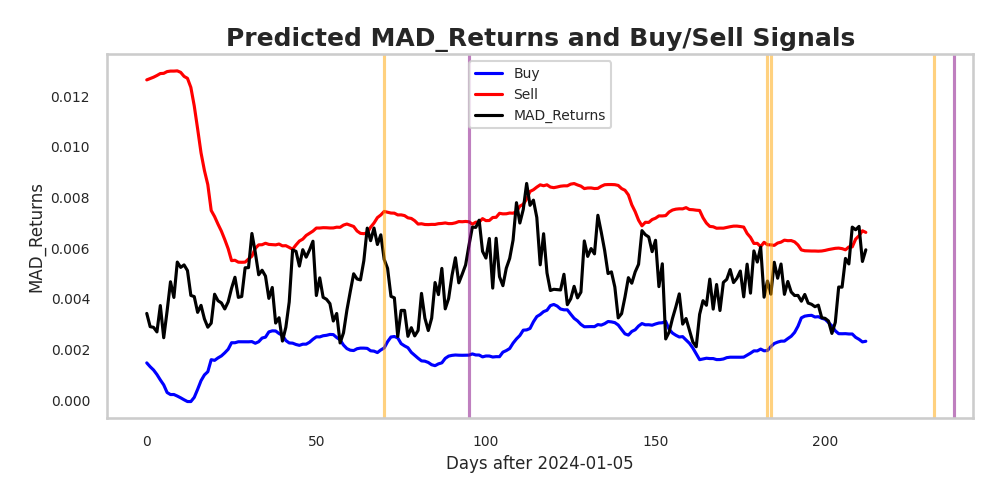 Predicted MAD_Returns and Buy/Sell Signals
Buy
Sell
MAD_Returns
MAD_Returns
0.012
0.010
0.008
0.006
0.004
0.002
0.000
0
50
100
150
200
Days after 2024-01-05